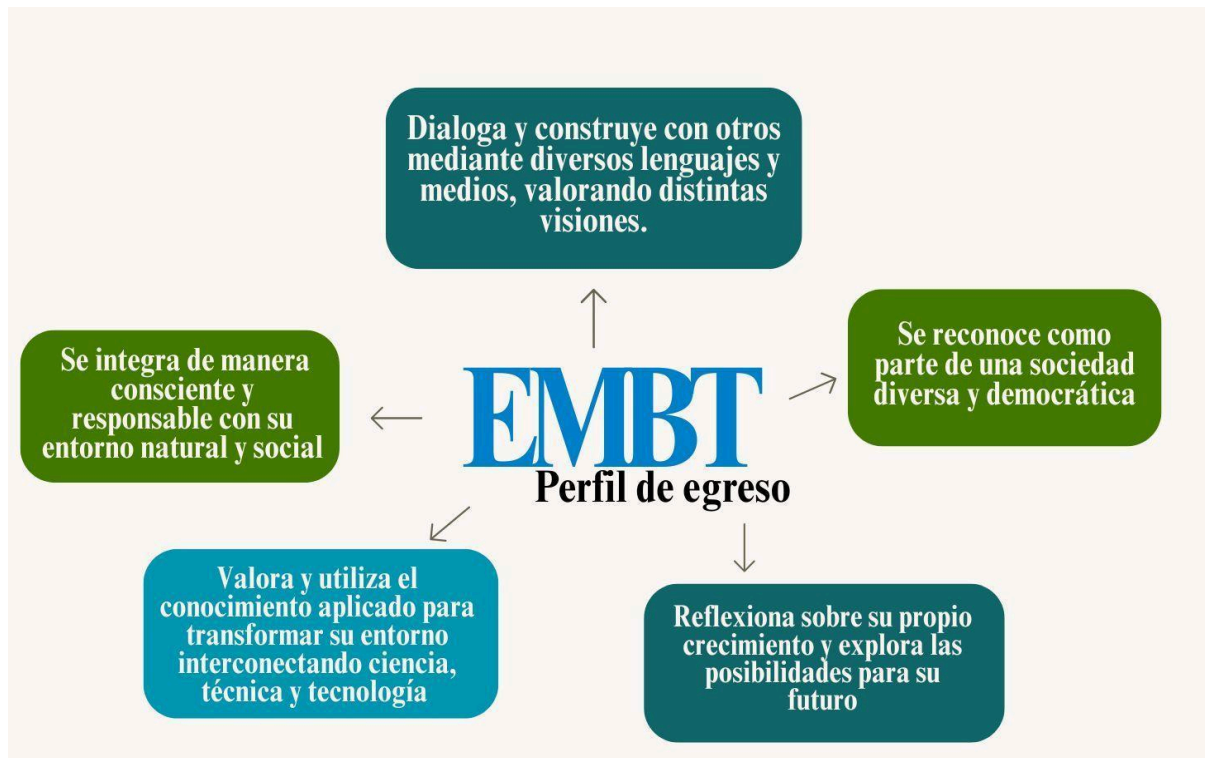 Dialoga y construye con otros
mediante diversos lenguajes y
medios, valorando distintas
visiones.
Se reconoce como
parte de una sociedad
diversa y democrática
Se integra de manera
consciente y
responsable con su
entorno natural y social
EMBT
Perfil de egreso
Valora y utiliza el
conocimiento aplicado para
transformar su entorno
interconectando ciencia,
técnica y tecnología
Reflexiona sobre su propio
crecimiento y explora las
posibilidades para su
futuro